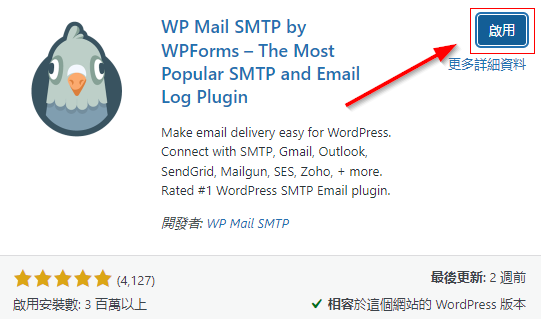 WP Mail SMTP by
WPForms – The Most
Popular SMTP and Email
Log Plugin
啟用
更多詳細資料
Make email delivery easy for WordPress.
Connect with SMTP, Gmail, Outlook,
SendGrid, Mailgun, SES, Zoho, + more.
Rated #1 WordPress SMTP Email plugin.
開發者: WP Mail SMTP
(4,127)
最後更新: 2 週前
啟用安裝數: 3 百萬以上
相容於這個網站的 WordPress 版本